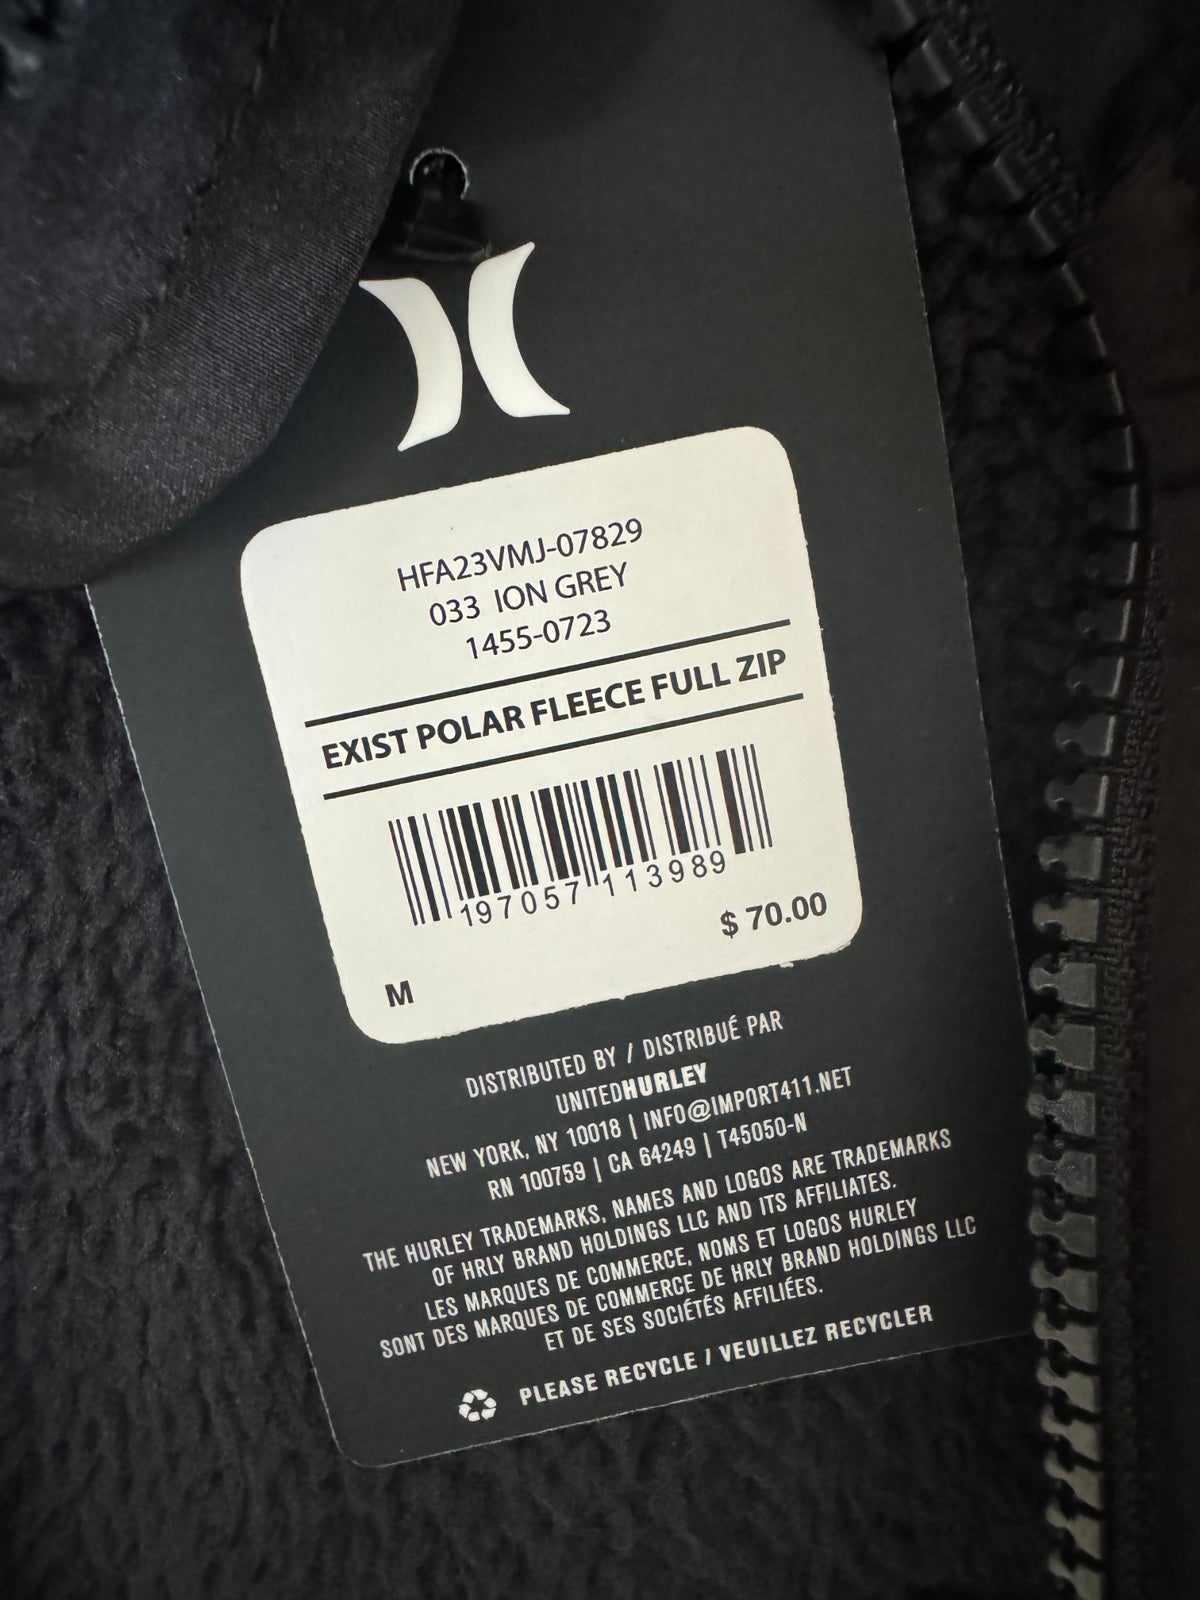 HFA23VMJ-07829
033 ION GREY
1455-0723
EXIST POLAR FLEECE FULL ZIP
197057 113989
$ 70.00
M
DISTRIBUTED BY / DISTRIBUÉ PAR
UNITEDHURLEY
NEW YORK, NY 10018 | INFO@IMPORT411.NET
RN 100759 | CA 64249 | T45050-N
THE HURLEY TRADEMARKS, NAMES AND LOGOS ARE TRADEMARKS
OF HRLY BRAND HOLDINGS LLC AND ITS AFFILIATES.
LES MARQUES DE COMMERCE, NOMS ET LOGOS HURLEY
SONT DES MARQUES DE COMMERCE DE HRLY BRAND HOLDINGS LLC
ET DE SES SOCIÉTÉS AFFILIÉES.
PLEASE RECYCLE / VEUILLEZ RECYCLER